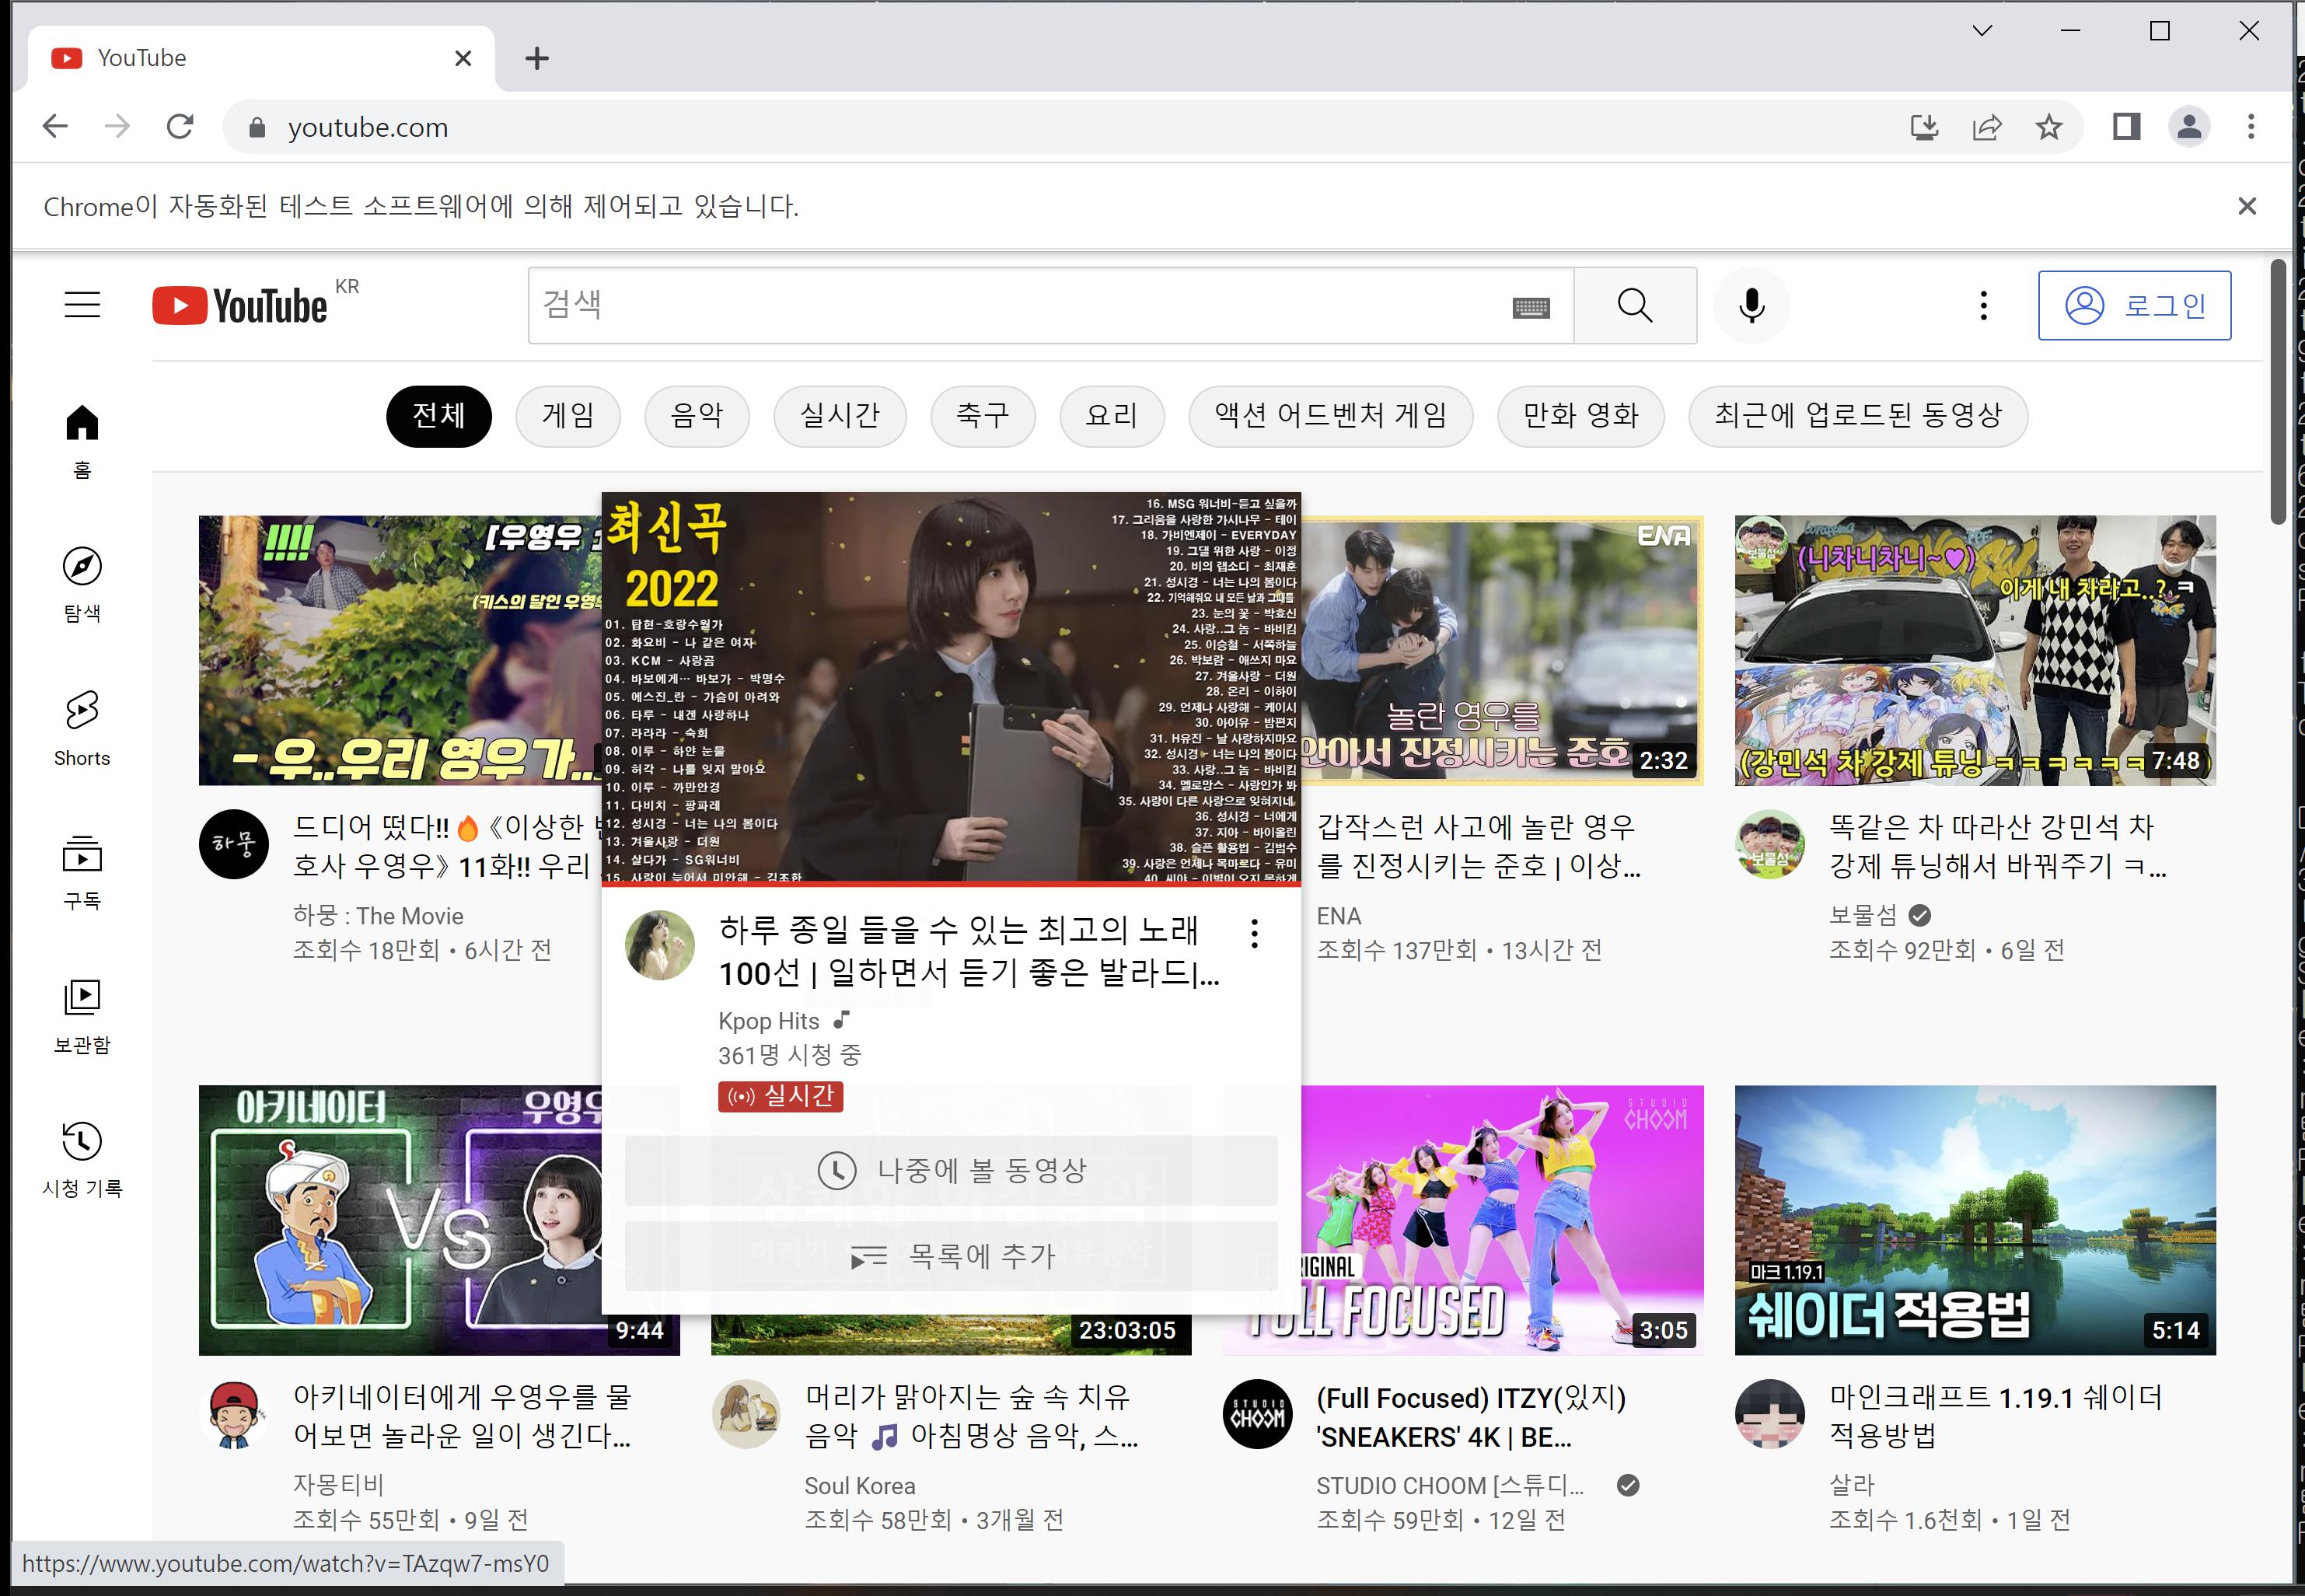 YouTube
youtube.com
Chrome이 자동화된 테스트 소프트웨어에 의해 제어되고 있습니다.
YouTube KR
검색
로그인
전체
게임
음악
실시간
축구
요리
액션 어드벤처 게임
만화 영화
최근에 업로드된 동영상
홈
탐색
Shorts
구독
보관함
시청 기록
!!!!
[우영우
(키스의 달인 우영우
- 우..우리 영우가..
드디어 떴다!!🔥《이상한
호사 우영우》 11화!! 우리
하뭉
하뭉 : The Movie
조회수 18만회 • 6시간 전
최신곡
2022
01. 탑현-호랑수월가
02. 화요비 - 나 같은 여자
03. KCM - 사랑곰
04. 바보에게… 바보가 - 박명수
05. 에스진_란 - 가슴이 아려와
06. 타루 - 내겐 사랑하나
07. 라라라 - 숙희
08. 이루 - 하얀 눈물
09. 허각 - 나를 잊지 말아요
10. 이루 - 까만안경
11. 다비치 - 팡파레
12. 성시경 - 너는 나의 봄이다
13. 겨울사랑 - 더원
14. 살다가 - SG워너비
15. 사랑이 늦어서 미안해 - 김조한
16. MSG 워너비-듣고 싶을까
17. 그리움을 사랑한 가시나무 - 테이
18. 가비엔제이 - EVERYDAY
19. 그댈 위한 사랑 - 이정
20. 비의 랩소디 - 최재훈
21. 성시경 - 너는 나의 봄이다
22. 기억해줘요 내 모든 날과 그때를
23. 눈의 꽃 - 박효신
24. 사랑..그 놈 - 바비킴
25. 이승철 - 서쪽하늘
26. 박보람 - 애쓰지 마요
27. 겨울사랑 - 더원
28. 온리 - 이하이
29. 언제나 사랑해 - 케이시
30. 아이유 - 밤편지
31. H유진 - 날 사랑하지마요
32. 성시경 - 너는 나의 봄이다
33. 사랑..그 놈 - 바비킴
34. 멜로망스 - 사랑인가 봐
35. 사랑이 다른 사랑으로 잊혀지네
36. 성시경 - 너에게
37. 지아 - 바이올린
38. 슬픈 활용법 - 김범수
39. 사랑은 언제나 목마르다 - 유미
40. 씨야 - 이별이 오지 못하게
하루 종일 들을 수 있는 최고의 노래
100선 | 일하면서 듣기 좋은 발라드|...
Kpop Hits
361명 시청 중
실시간
나중에 볼 동영상
목록에 추가
ENA
놀란 영우를
안아서 진정시키는 준호
2:32
갑작스런 사고에 놀란 영우
를 진정시키는 준호 | 이상...
ENA
조회수 137만회 • 13시간 전
보물섬
(니차니차니~♥)
이게 내 차라고..? ㅋ
(강민석 차 강제 튜닝 ㅋㅋㅋㅋㅋㅋ
7:48
똑같은 차 따라산 강민석 차
강제 튜닝해서 바꿔주기 ㅋ...
보물섬
보물섬
조회수 92만회 • 6일 전
아키네이터
VS
우영우
9:44
아키네이터에게 우영우를 물
어보면 놀라운 일이 생긴다...
자몽티비
조회수 55만회 • 9일 전
23:03:05
머리가 맑아지는 숲 속 치유
음악 🎵 아침명상 음악, 스...
Soul Korea
조회수 58만회 • 3개월 전
STUDIO
CHOOM
ORIGINAL
FULL FOCUSED
3:05
STUDIO
CHOOM
(Full Focused) ITZY(있지)
'SNEAKERS' 4K | BE...
STUDIO CHOOM [스튜디...
조회수 59만회 • 12일 전
마크 1.19.1
쉐이더 적용법
5:14
마인크래프트 1.19.1 쉐이더
적용방법
살라
조회수 1.6천회 • 1일 전
https://www.youtube.com/watch?v=TAzqw7-msY0